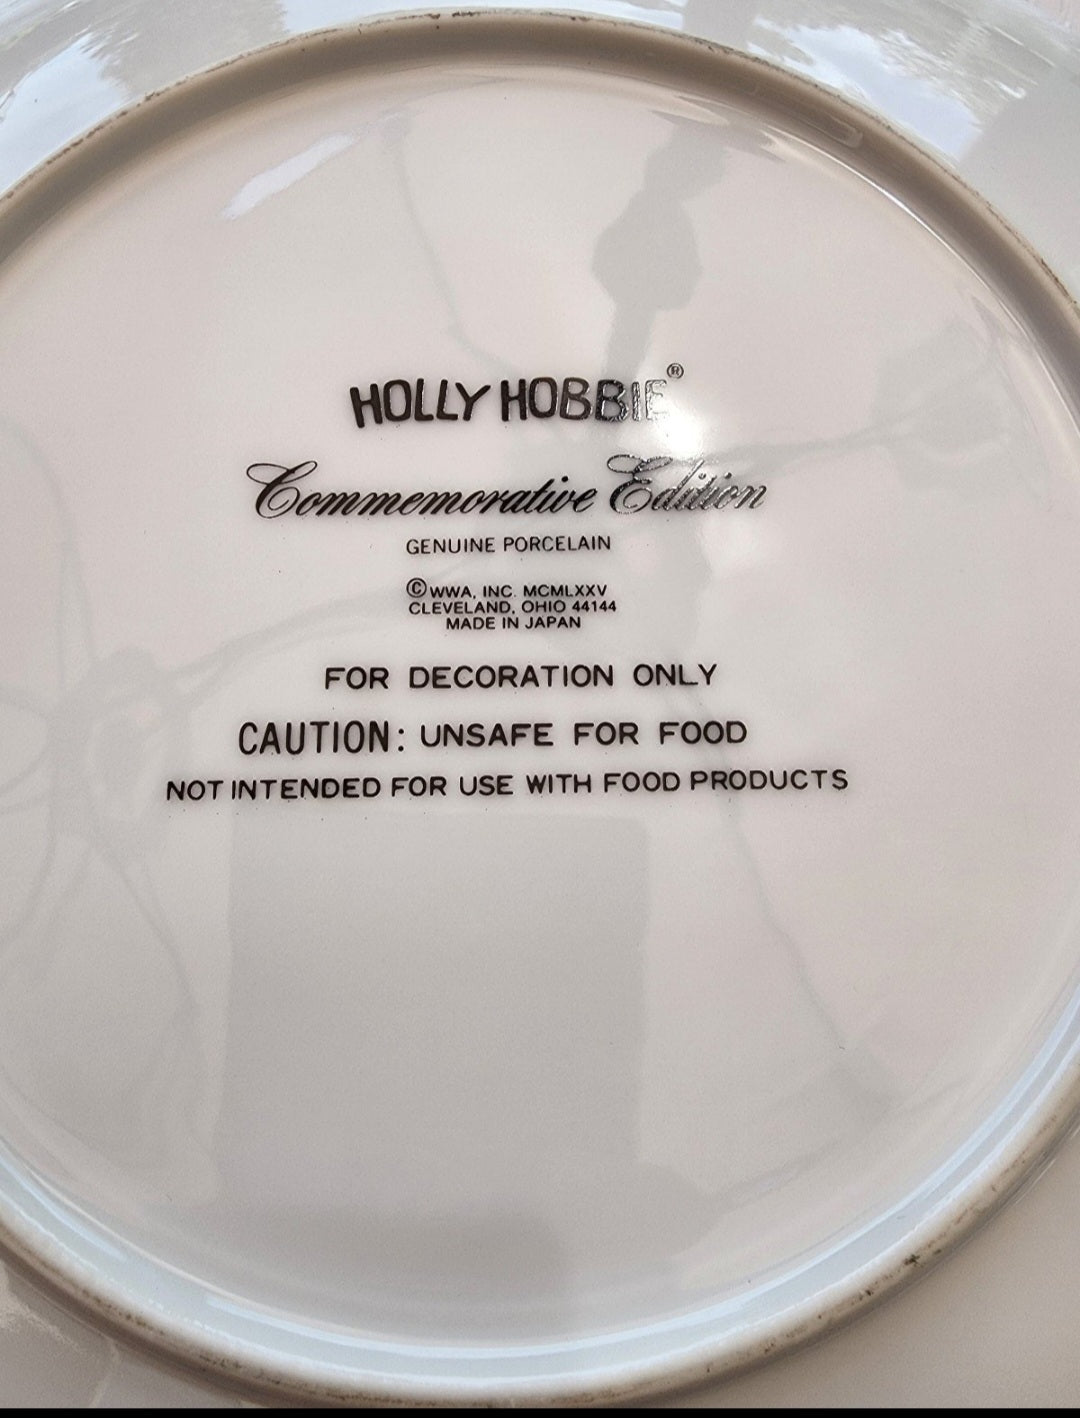 HOLLY HOBBIE®
Commemorative Edition
GENUINE PORCELAIN
©WWA, INC. MCMLXXV
CLEVELAND, OHIO 44144
MADE IN JAPAN
FOR DECORATION ONLY
CAUTION: UNSAFE FOR FOOD
NOT INTENDED FOR USE WITH FOOD PRODUCTS